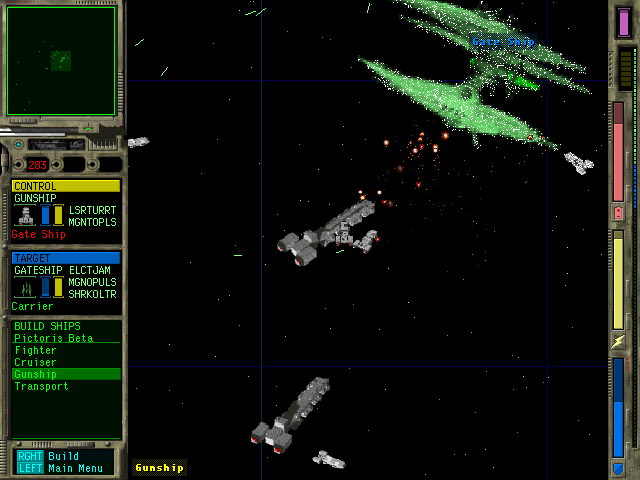 Gate Ship
283
CONTROL
GUNSHIP
LSRTURRT
MGNTOPLS
Gate Ship
TARGET
GATESHIP ELCTJAM
MGNOPULS
SHRKOLTR
Carrier
BUILD SHIPS
Pictoris Beta
Fighter
Cruiser
Gunship
Transport
RGHT Build
LEFT Main Menu
Gunship